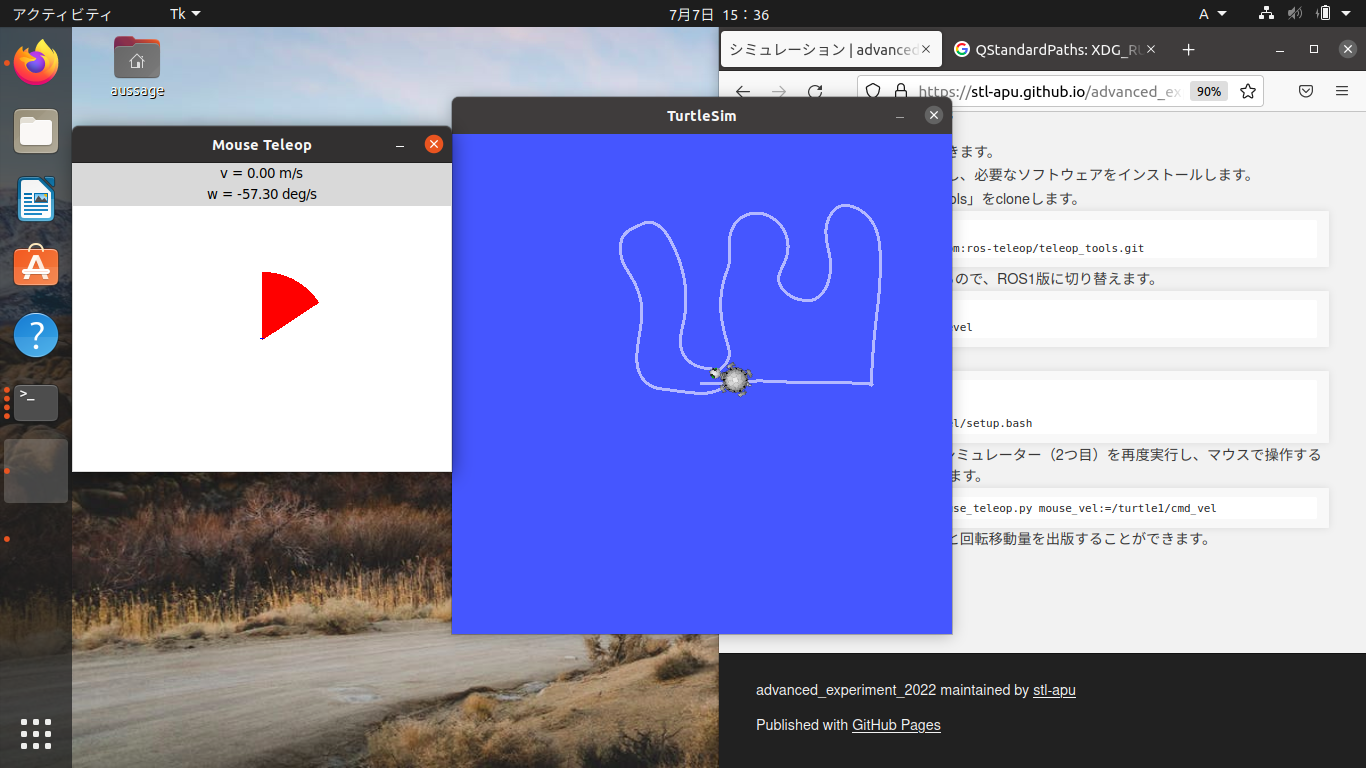 アクティビティ
Tk
7月7日 15：36
A
aussage
シミュレーション | advanced
QStandardPaths: XDG_RU
https://stl-apu.github.io/advanced_ex
90%
Mouse Teleop
v = 0.00 m/s
w = -57.30 deg/s
TurtleSim
きます。
し、必要なソフトウェアをインストールします。
ols」をcloneします。
om:ros-teleop/teleop_tools.git
ので、ROS1版に切り替えます。
evel
el/setup.bash
シミュレーター（2つ目）を再度実行し、マウスで操作する
ます。
use_teleop.py mouse_vel:=/turtle1/cmd_vel
と回転移動量を出版することができます。
advanced_experiment_2022 maintained by stl-apu
Published with GitHub Pages